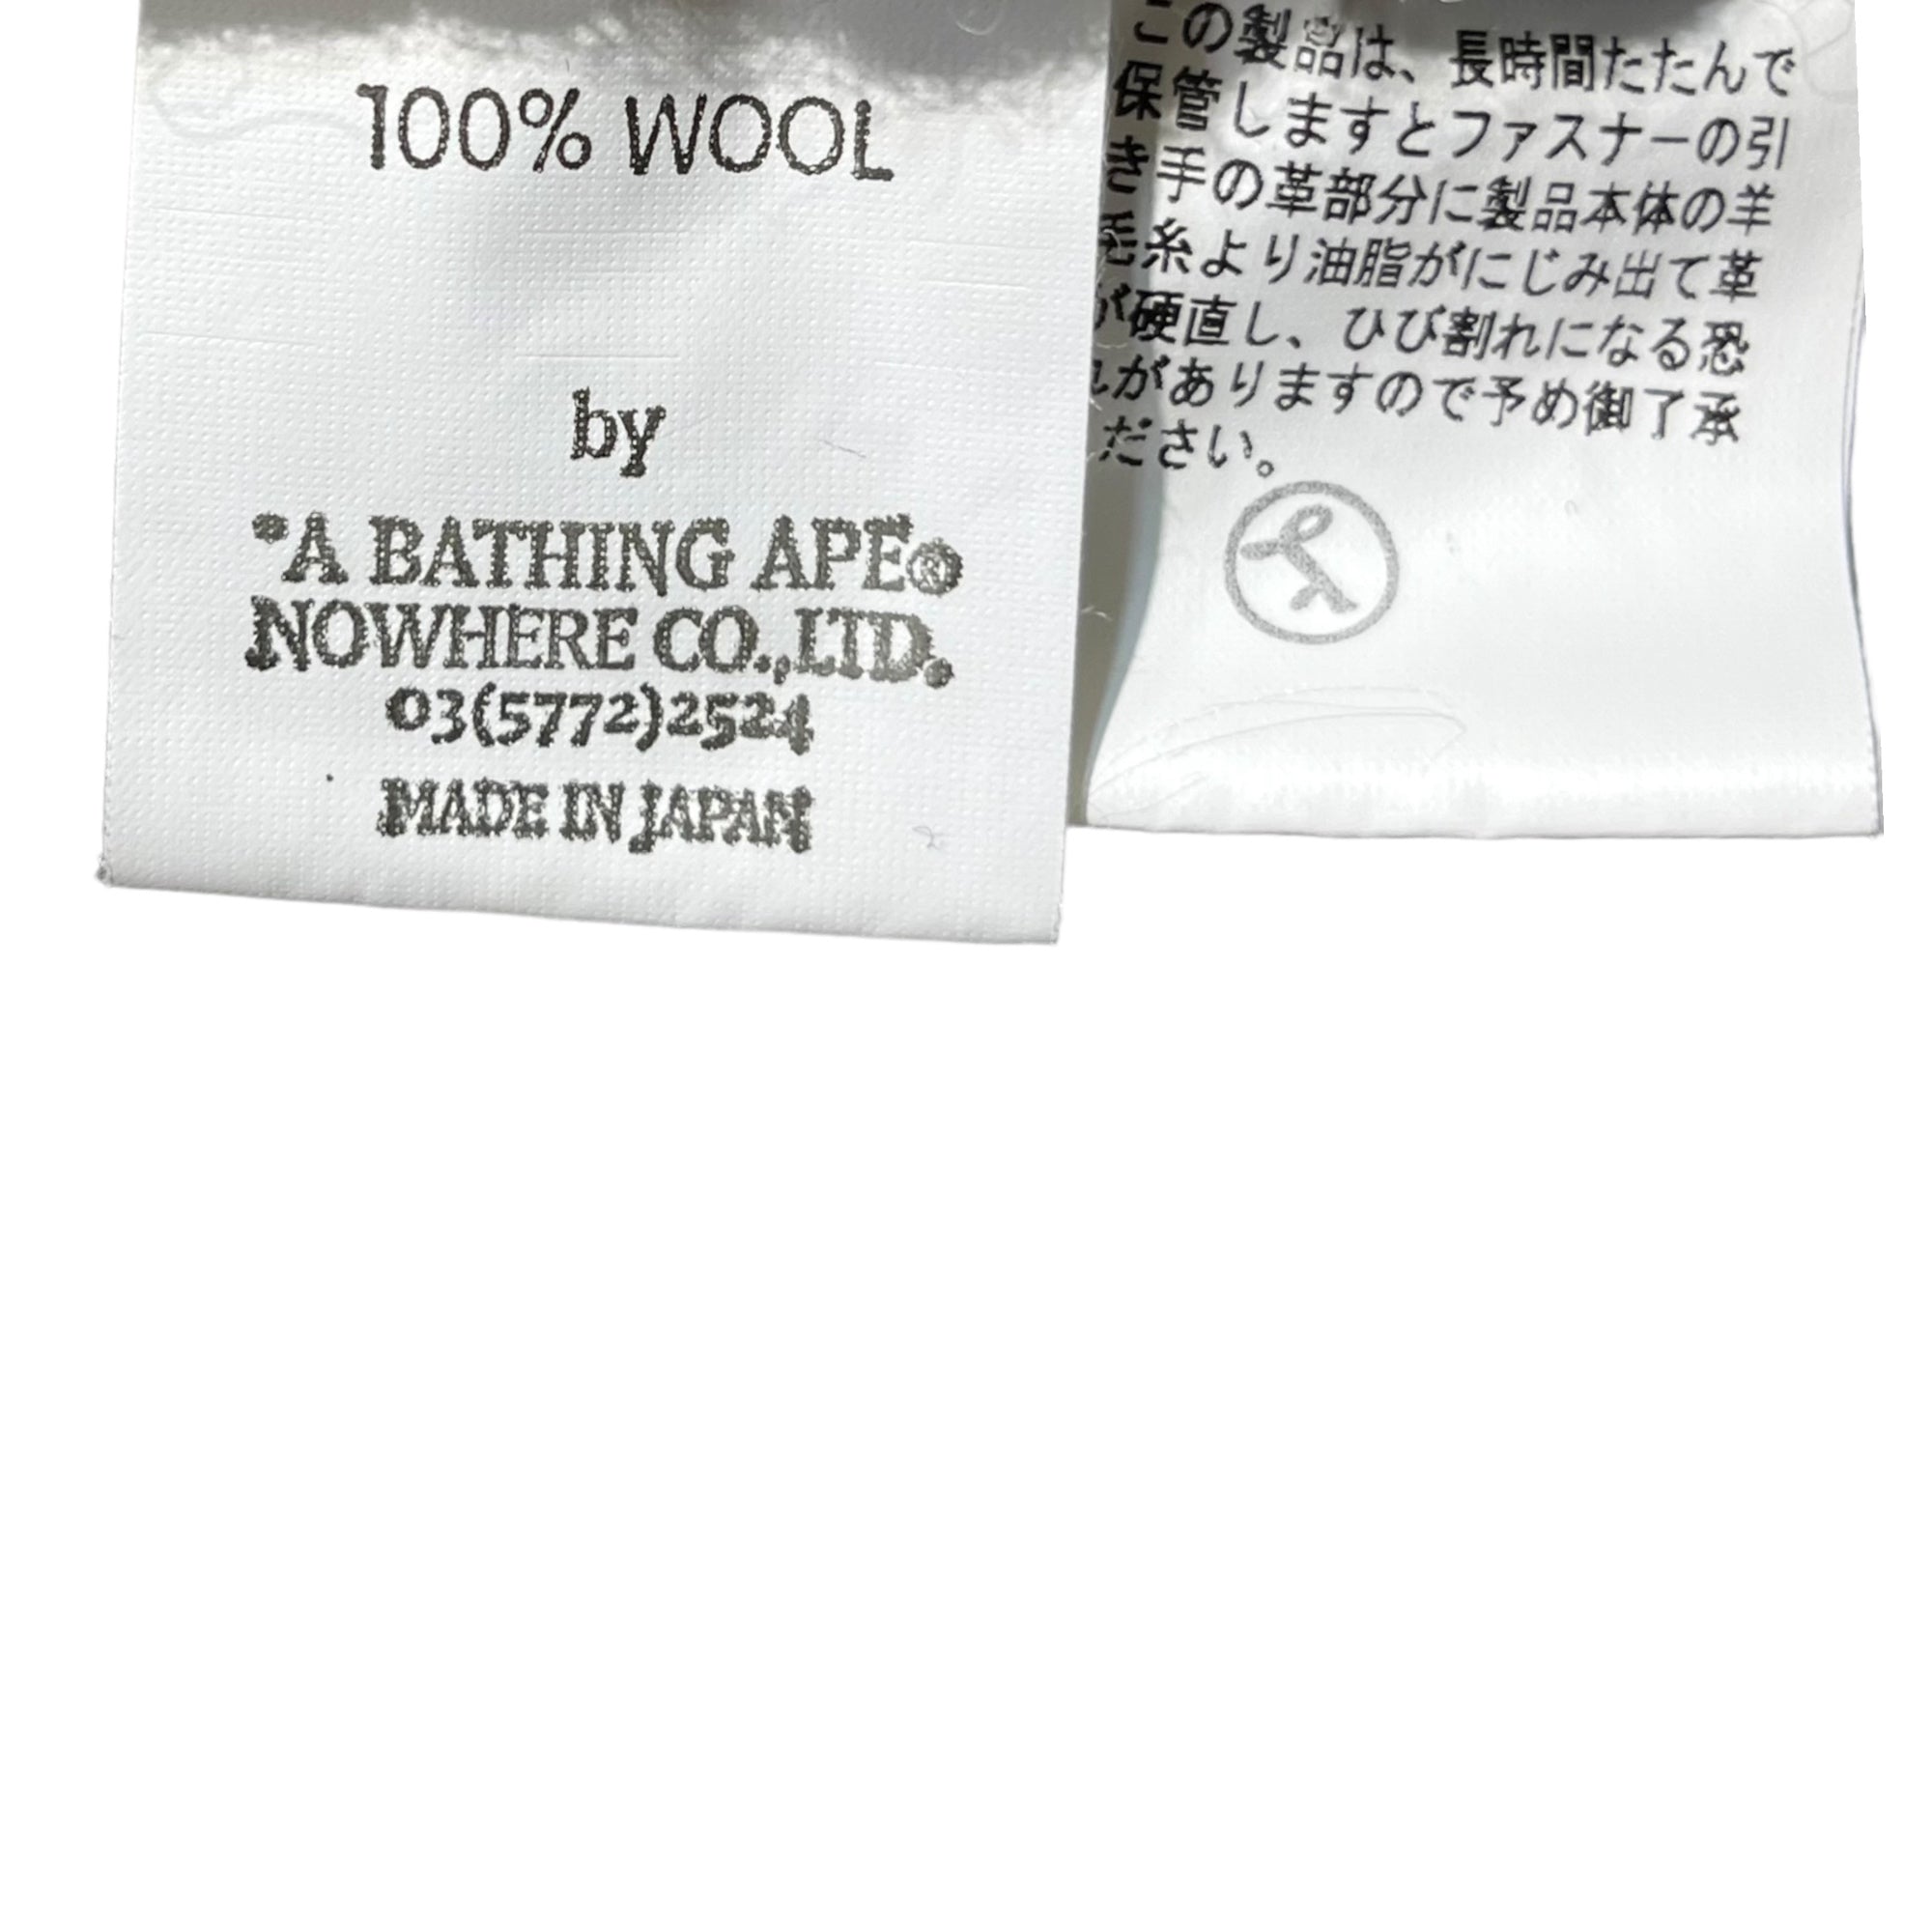 100% WOOL
by
*A BATHING APE®
NOWHERE CO.,LTD.
03(5772)2524
MADE IN JAPAN
この製品は、長時間たたんで
保管しますとファスナーの引
き手の革部分に製品本体の羊
毛糸より油脂がにじみ出て革
が硬直し、ひび割れになる恐
れがありますので予め御了承
ださい。